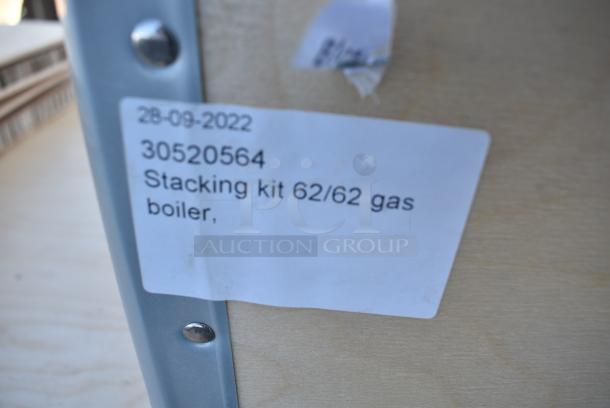 28-09-2022
30520564
Stacking kit 62/62 gas
boiler,
PCI
AUCTION GROUP